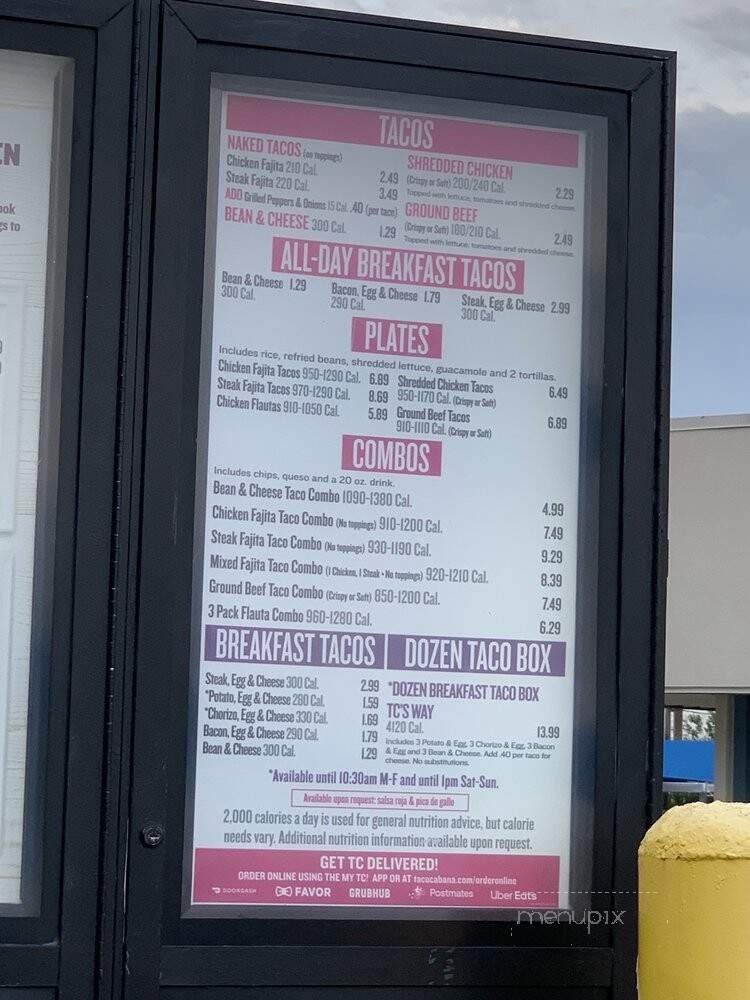 TACOS
NAKED TACOS (no toppings)
Chicken Fajita 210 Cal. 2.49
Steak Fajita 220 Cal. 3.49
ADD Grilled Peppers & Onions 15 Cal. .40 (per taco)
BEAN & CHEESE 300 Cal. 1.29
SHREDDED CHICKEN
(Crispy or Soft) 200/240 Cal. 2.29
Topped with lettuce, tomatoes and shredded cheese.
GROUND BEEF
(Crispy or Soft) 180/210 Cal. 2.49
Topped with lettuce, tomatoes and shredded cheese.
ALL-DAY BREAKFAST TACOS
Bean & Cheese 1.29
300 Cal.
Bacon, Egg & Cheese 1.79
290 Cal.
Steak, Egg & Cheese 2.99
300 Cal.
PLATES
Includes rice, refried beans, shredded lettuce, guacamole and 2 tortillas.
Chicken Fajita Tacos 950-1290 Cal. 6.89
Steak Fajita Tacos 970-1290 Cal. 8.69
Chicken Flautas 910-1050 Cal. 5.89
Shredded Chicken Tacos
950-1170 Cal. (Crispy or Soft) 6.49
Ground Beef Tacos
910-1110 Cal. (Crispy or Soft) 6.89
COMBOS
Includes chips, queso and a 20 oz. drink.
Bean & Cheese Taco Combo 1090-1380 Cal. 4.99
Chicken Fajita Taco Combo (No toppings) 910-1200 Cal. 7.49
Steak Fajita Taco Combo (No toppings) 930-1190 Cal. 9.29
Mixed Fajita Taco Combo (1 Chicken, 1 Steak • No toppings) 920-1210 Cal. 8.39
Ground Beef Taco Combo (Crispy or Soft) 850-1200 Cal. 7.49
3 Pack Flauta Combo 960-1280 Cal. 6.29
BREAKFAST TACOS
Steak, Egg & Cheese 300 Cal. 2.99
*Potato, Egg & Cheese 280 Cal. 1.59
*Chorizo, Egg & Cheese 330 Cal. 1.69
Bacon, Egg & Cheese 290 Cal. 1.79
Bean & Cheese 300 Cal. 1.29
DOZEN TACO BOX
*DOZEN BREAKFAST TACO BOX
TC'S WAY
4120 Cal. 13.99
Includes 3 Potato & Egg, 3 Chorizo & Egg, 3 Bacon
& Egg and 3 Bean & Cheese. Add .40 per taco for
cheese. No substitutions.
*Available until 10:30am M-F and until 1pm Sat-Sun.
Available upon request: salsa roja & pico de gallo
2,000 calories a day is used for general nutrition advice, but calorie
needs vary. Additional nutrition information available upon request.
GET TC DELIVERED!
ORDER ONLINE USING THE MY TC! APP OR AT tacocabana.com/orderonline
DOORDASH FAVOR GRUBHUB Postmates Uber Eats
menupix